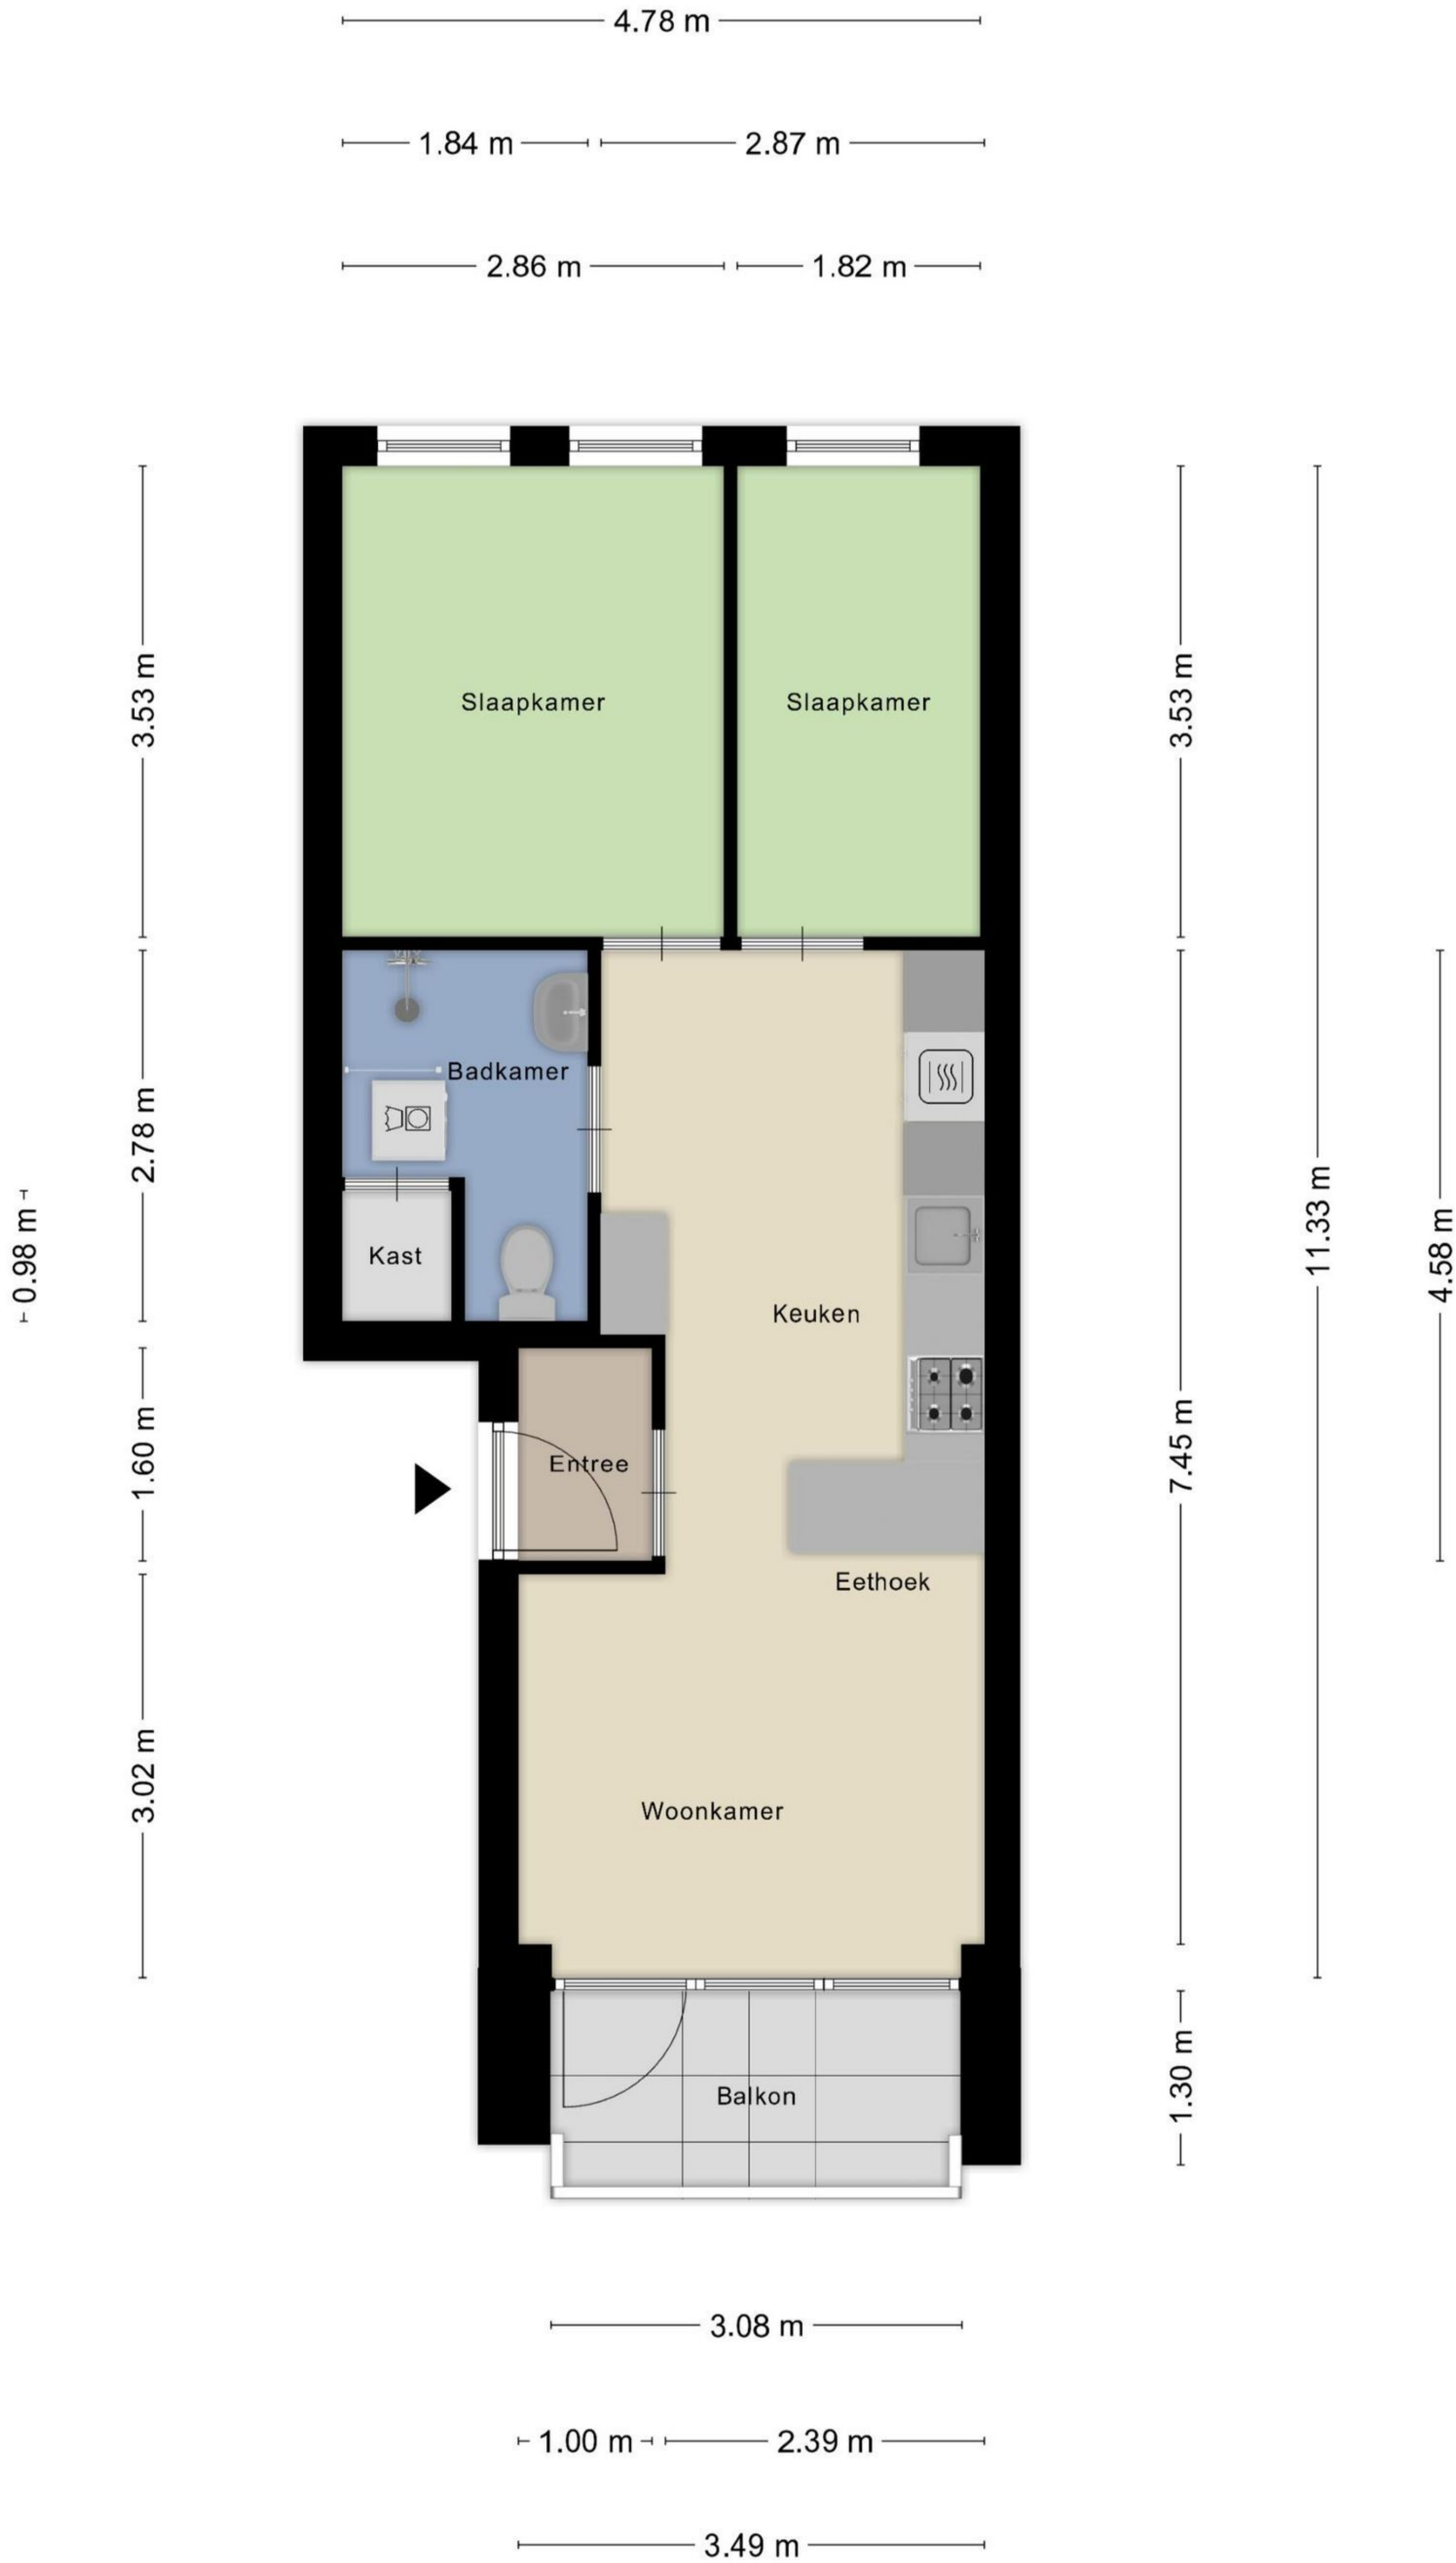 4.78 m
1.84 m
2.87 m
2.86 m
1.82 m
Slaapkamer
Slaapkamer
3.53 m
3.53 m
Badkamer
2.78 m
0.98 m
Kast
11.33 m
4.58 m
Keuken
1.60 m
Entree
7.45 m
Eethoek
3.02 m
Woonkamer
Balkon
1.30 m
3.08 m
1.00 m
2.39 m
3.49 m